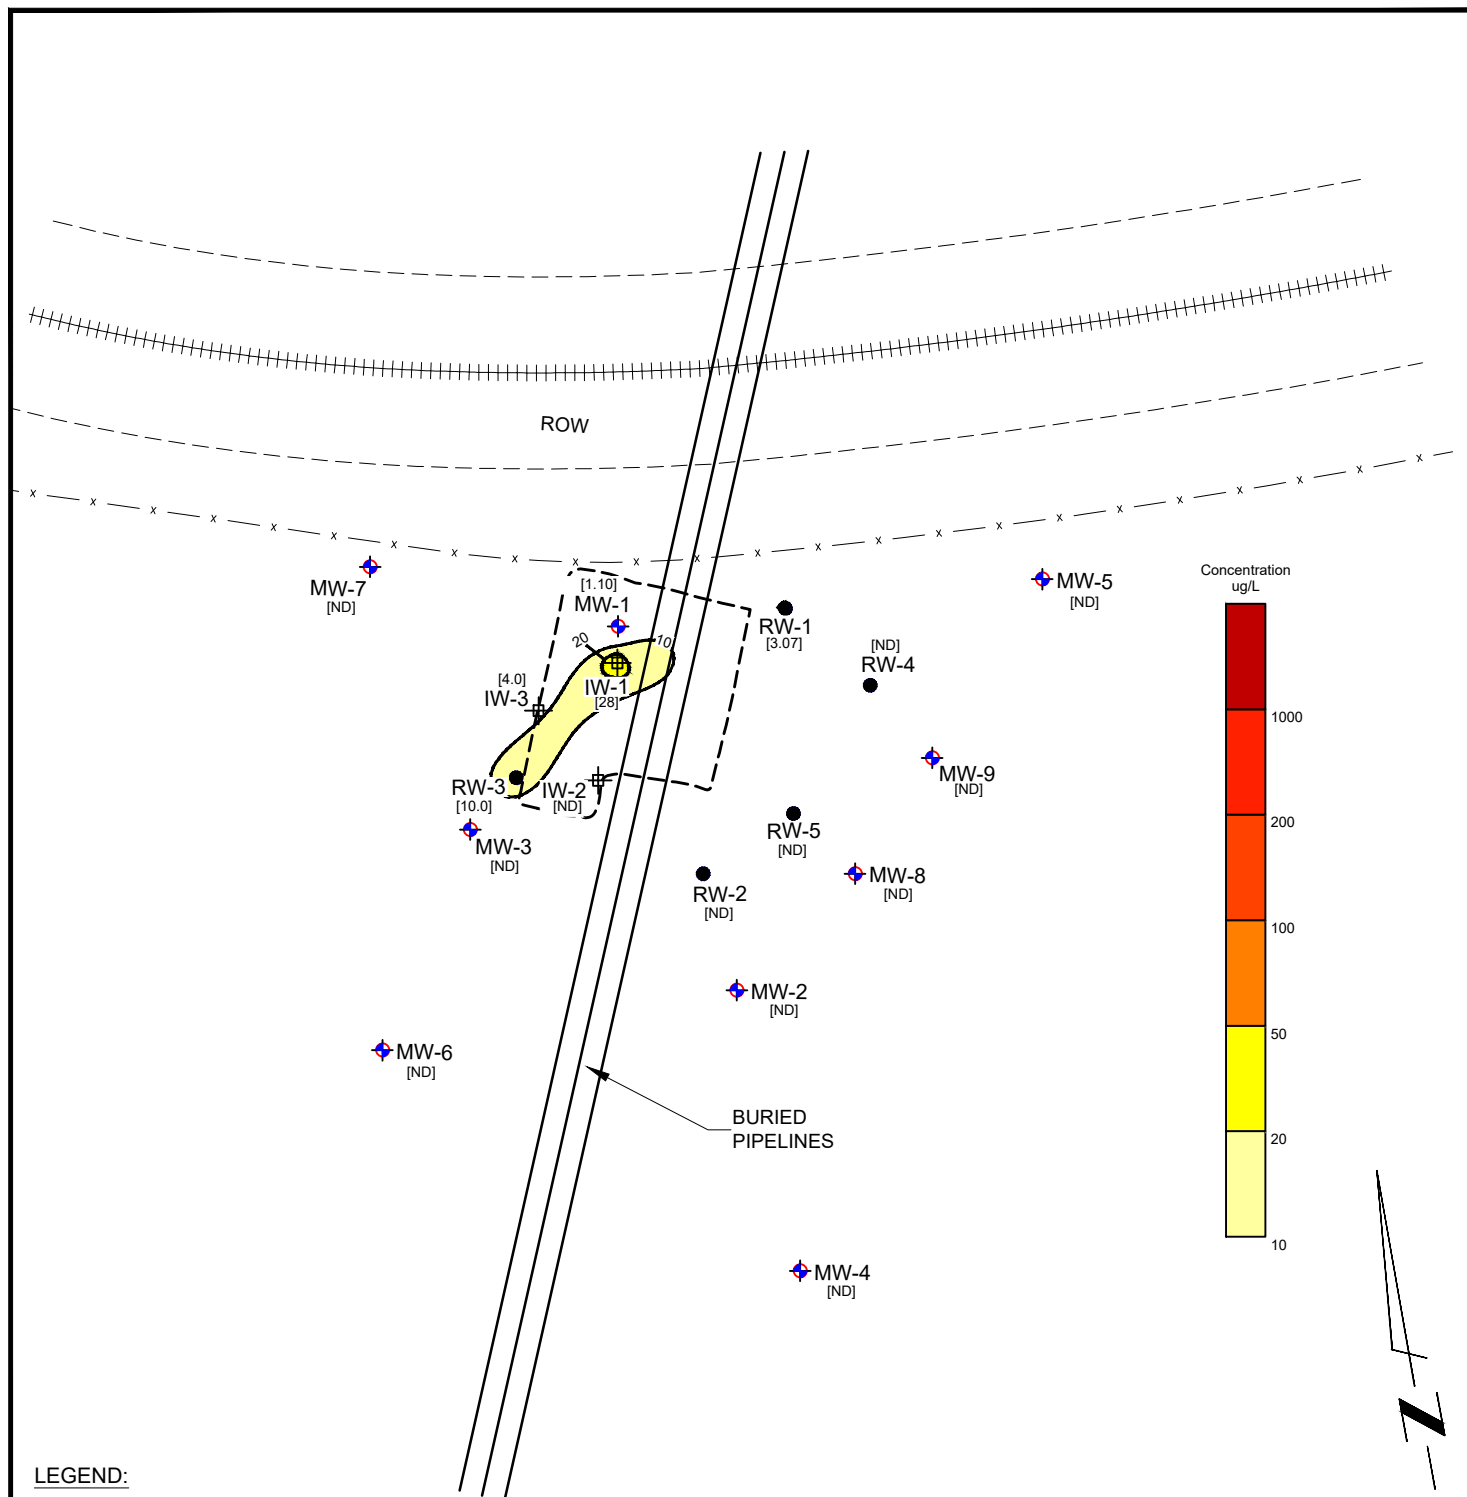 ROW
MW-7
[ND]
[1.10]
MW-1
20
10
IW-1
[28]
[4.0]
IW-3
RW-3
[10.0]
IW-2
[ND]
MW-3
[ND]
RW-1
[3.07]
[ND]
RW-4
MW-5
[ND]
MW-9
[ND]
RW-5
[ND]
MW-8
[ND]
RW-2
[ND]
MW-2
[ND]
MW-6
[ND]
BURIED
PIPELINES
MW-4
[ND]
Concentration
ug/L
1000
200
100
50
20
10
N
LEGEND: